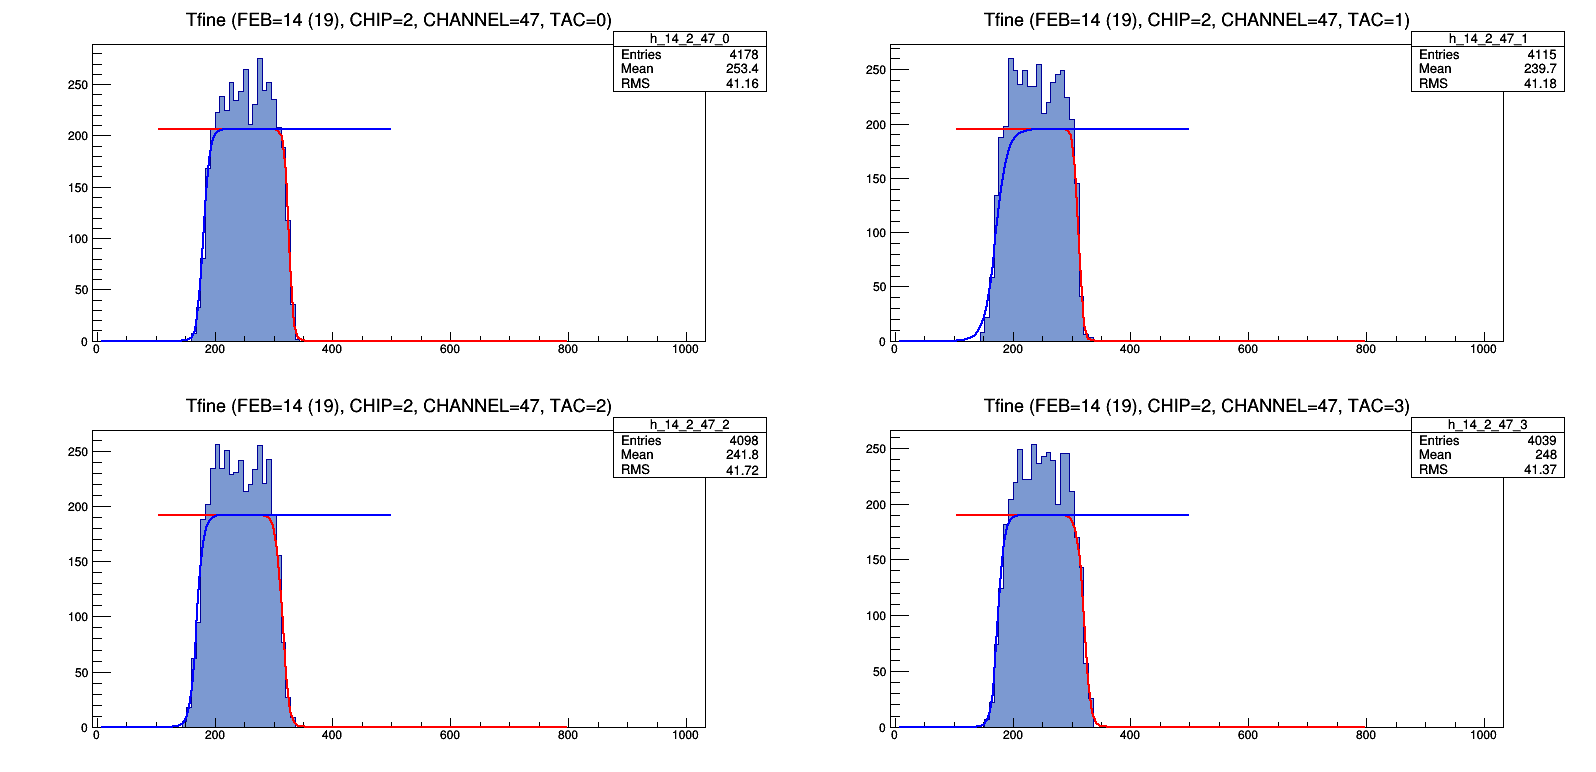 Tfine (FEB=14 (19), CHIP=2, CHANNEL=47, TAC=0)
h_14_2_47_0
Entries 4178
Mean 253.4
RMS 41.16
250
200
150
100
50
0
0 200 400 600 800 1000
Tfine (FEB=14 (19), CHIP=2, CHANNEL=47, TAC=1)
h_14_2_47_1
Entries 4115
Mean 239.7
RMS 41.18
250
200
150
100
50
0
0 200 400 600 800 1000
Tfine (FEB=14 (19), CHIP=2, CHANNEL=47, TAC=2)
h_14_2_47_2
Entries 4098
Mean 241.8
RMS 41.72
250
200
150
100
50
0
0 200 400 600 800 1000
Tfine (FEB=14 (19), CHIP=2, CHANNEL=47, TAC=3)
h_14_2_47_3
Entries 4039
Mean 248
RMS 41.37
250
200
150
100
50
0
0 200 400 600 800 1000